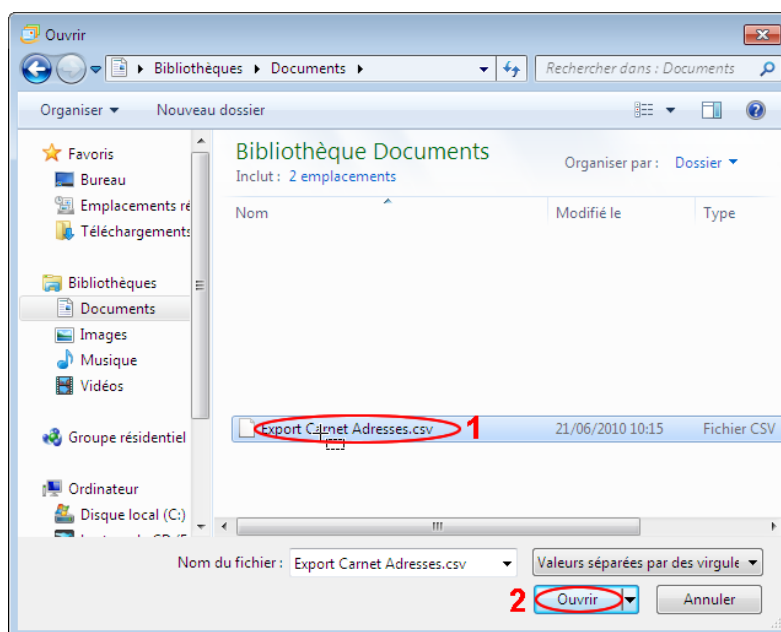 Ouvrir
Bibliothèques Documents
Rechercher dans : Documents
Organiser Nouveau dossier
Favoris
Bureau
Emplacements ré
Téléchargements
Bibliothèques
Documents
Images
Musique
Vidéos
Groupe résidentiel
Ordinateur
Disque local (C:)
Bibliothèque Documents
Inclut : 2 emplacements
Organiser par : Dossier
Nom Modifié le Type
Export Carnet Adresses.csv 1 21/06/2010 10:15 Fichier CSV
Nom du fichier : Export Carnet Adresses.csv Valeurs séparées par des virgule
2 Ouvrir Annuler